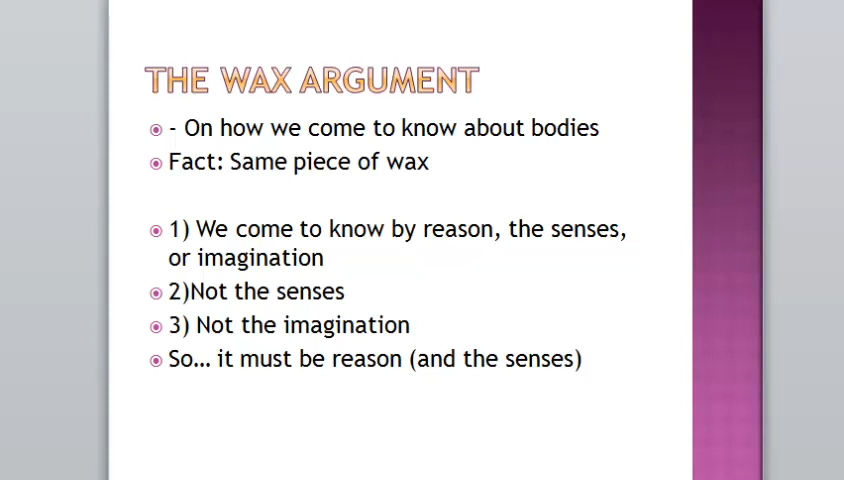 THE WAX ARGUMENT
- On how we come to know about bodies
Fact: Same piece of wax
1) We come to know by reason, the senses,
or imagination
2)Not the senses
3) Not the imagination
So... it must be reason (and the senses)